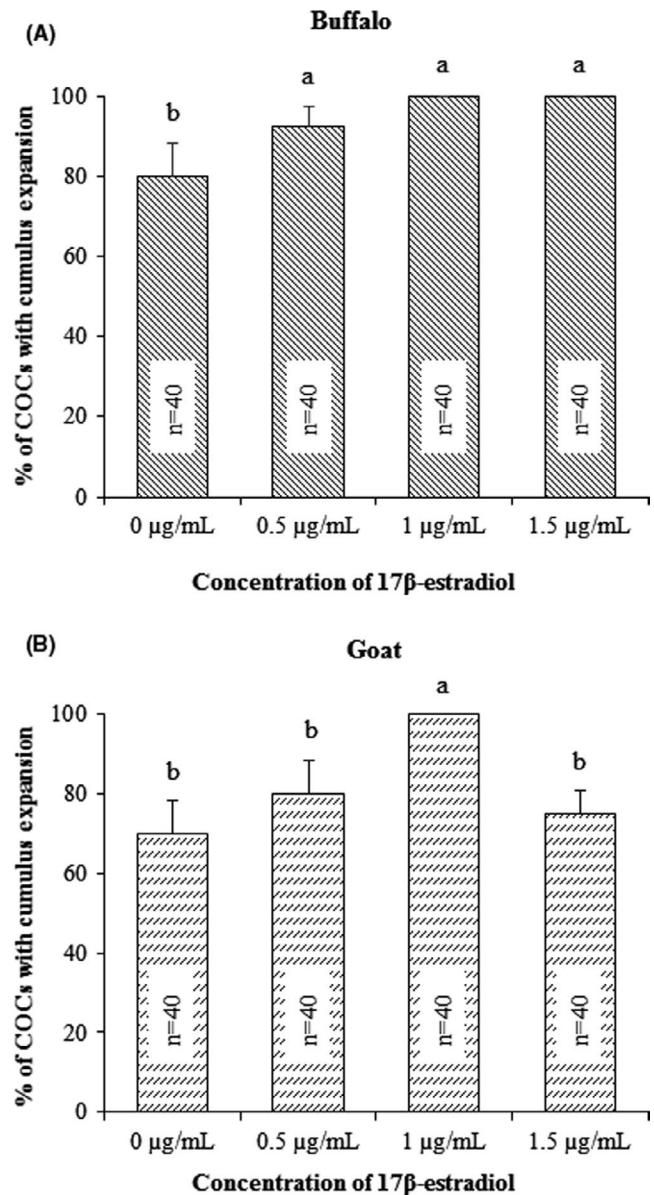 (A)
Buffalo
% of COCs with cumulus expansion
100
80
60
40
20
0
b
a
a
a
n=40
n=40
n=40
n=40
0 µg/mL
0.5 µg/mL
1 µg/mL
1.5 µg/mL
Concentration of 17β-estradiol
(B)
Goat
% of COCs with cumulus expansion
100
80
60
40
20
0
b
b
a
b
n=40
n=40
n=40
n=40
0 µg/mL
0.5 µg/mL
1 µg/mL
1.5 µg/mL
Concentration of 17β-estradiol